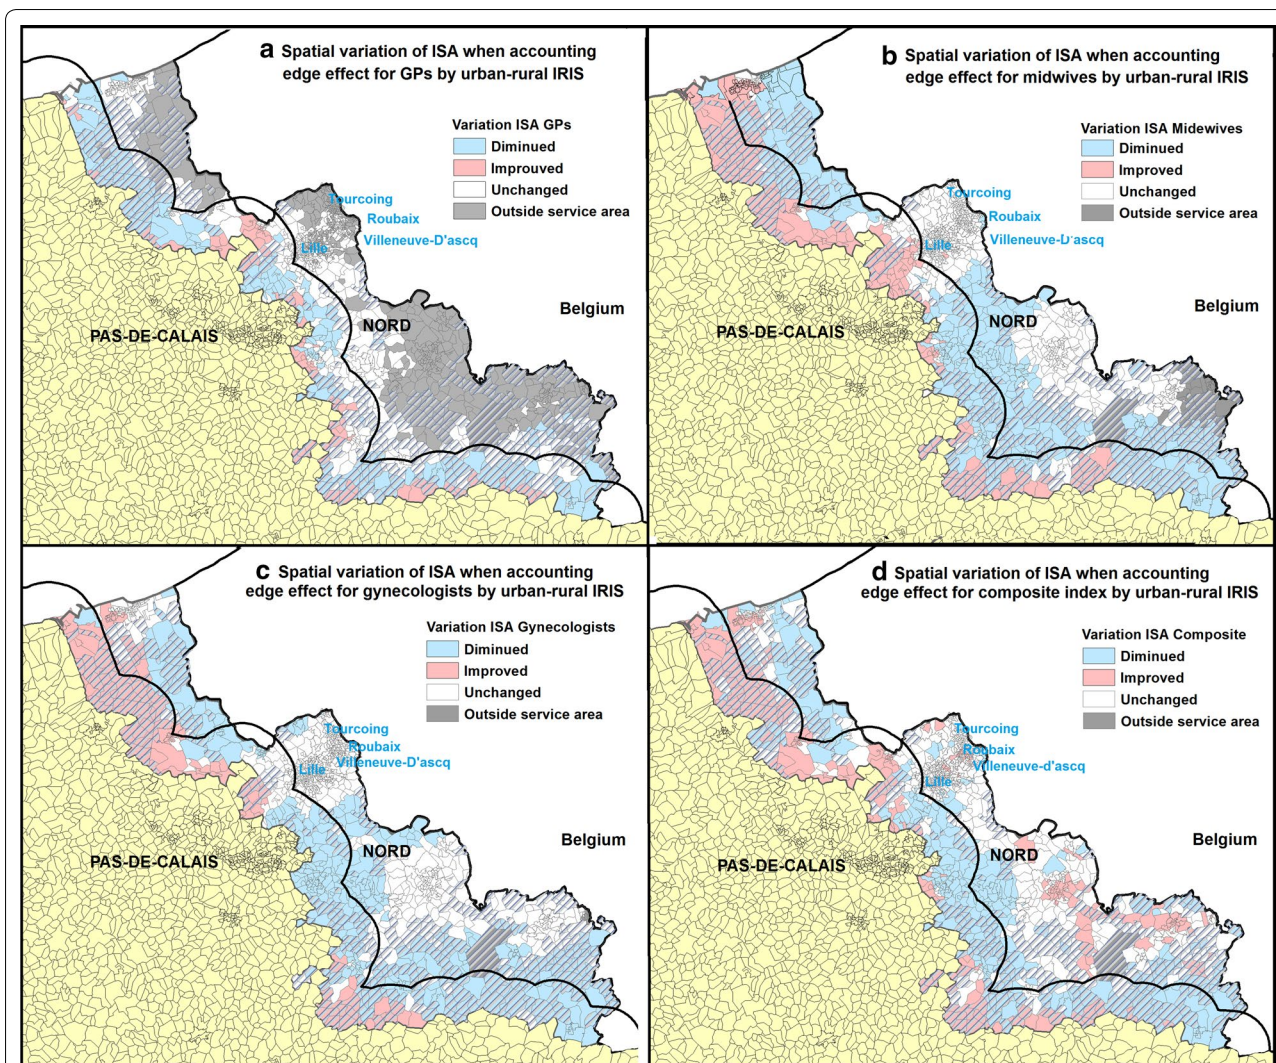 a Spatial variation of ISA when accounting
edge effect for GPs by urban-rural IRIS
Variation ISA GPs
Diminued
Improuved
Unchanged
Outside service area
Tourcoing
Roubaix
Villeneuve-D'ascq
Lille
Belgium
NORD
PAS-DE-CALAIS
b Spatial variation of ISA when accounting
edge effect for midwives by urban-rural IRIS
Variation ISA Midewives
Diminued
Improved
Unchanged
Outside service area
Tourcoing
Roubaix
Villeneuve-D'ascq
Lille
Belgium
NORD
PAS-DE-CALAIS
c Spatial variation of ISA when accounting
edge effect for gynecologists by urban-rural IRIS
Variation ISA Gynecologists
Diminued
Improved
Unchanged
Outside service area
Tourcoing
Roubaix
Villeneuve-D'ascq
Lille
Belgium
NORD
PAS-DE-CALAIS
d Spatial variation of ISA when accounting
edge effect for composite index by urban-rural IRIS
Variation ISA Composite
Diminued
Improved
Unchanged
Outside service area
Tourcoing
Roubaix
Villeneuve-d'ascq
Lille
Belgium
NORD
PAS-DE-CALAIS